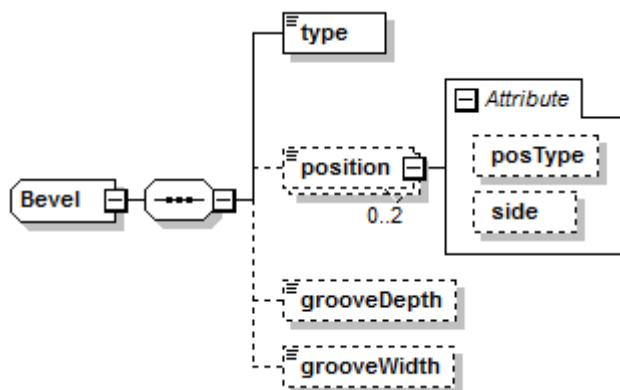 type
Attribute
posType
position
side
Bevel
0..2
grooveDepth
grooveWidth